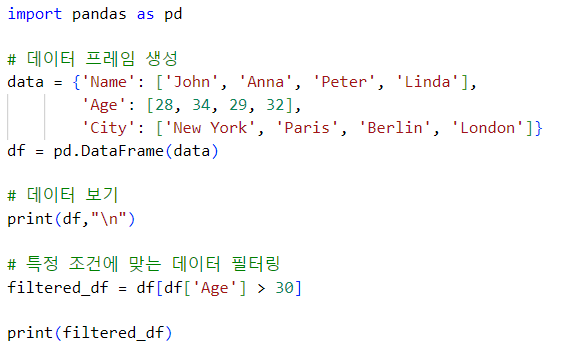 import pandas as pd
# 데이터 프레임 생성
data = {'Name': ['John', 'Anna', 'Peter', 'Linda'],
        'Age': [28, 34, 29, 32],
        'City': ['New York', 'Paris', 'Berlin', 'London']}
df = pd.DataFrame(data)
# 데이터 보기
print(df,"\n")
# 특정 조건에 맞는 데이터 필터링
filtered_df = df[df['Age'] > 30]
print(filtered_df)